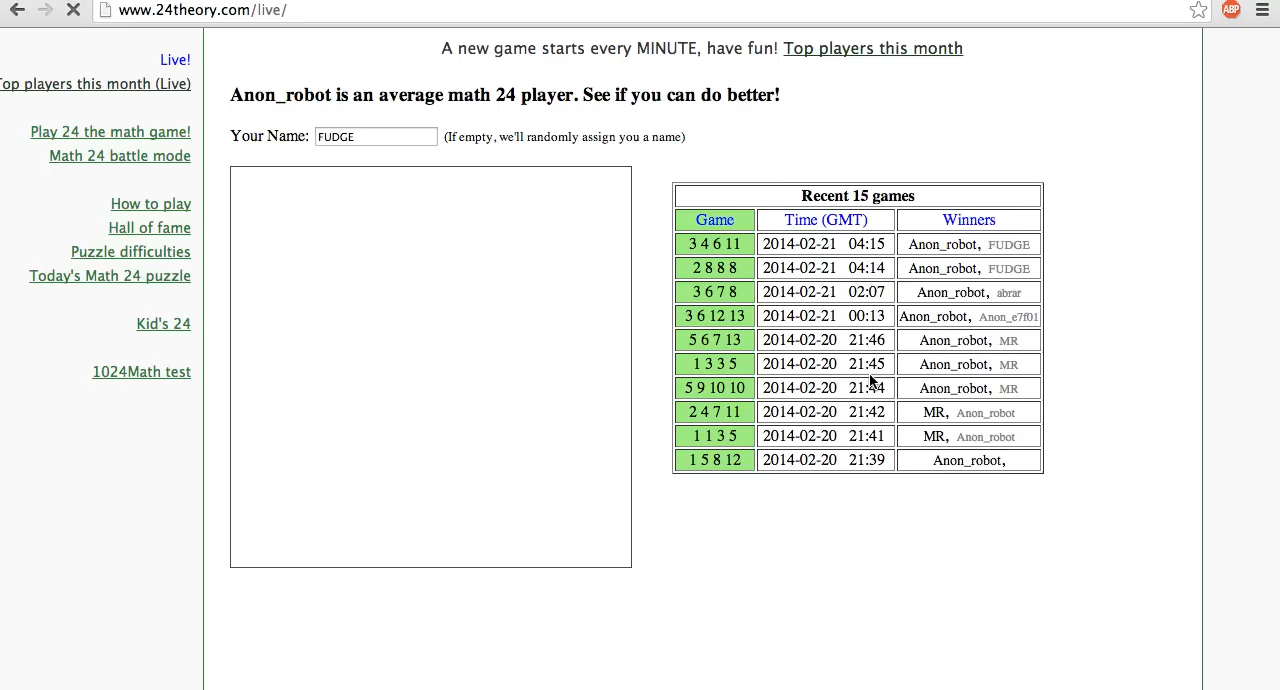 www.24theory.com/live/
ABP
A new game starts every MINUTE, have fun! Top players this month
Live!
Top players this month (Live)
Play 24 the math game!
Math 24 battle mode
How to play
Hall of fame
Puzzle difficulties
Today's Math 24 puzzle
Kid's 24
1024Math test
Anon_robot is an average math 24 player. See if you can do better!
Your Name: FUDGE (If empty, we'll randomly assign you a name)
Recent 15 games
Game Time (GMT) Winners
3 4 6 11 2014-02-21 04:15 Anon_robot, FUDGE
2 8 8 8 2014-02-21 04:14 Anon_robot, FUDGE
3 6 7 8 2014-02-21 02:07 Anon_robot, abrar
3 6 12 13 2014-02-21 00:13 Anon_robot, Anon_e7f01
5 6 7 13 2014-02-20 21:46 Anon_robot, MR
1 3 3 5 2014-02-20 21:45 Anon_robot, MR
5 9 10 10 2014-02-20 21:44 Anon_robot, MR
2 4 7 11 2014-02-20 21:42 MR, Anon_robot
1 1 3 5 2014-02-20 21:41 MR, Anon_robot
1 5 8 12 2014-02-20 21:39 Anon_robot,